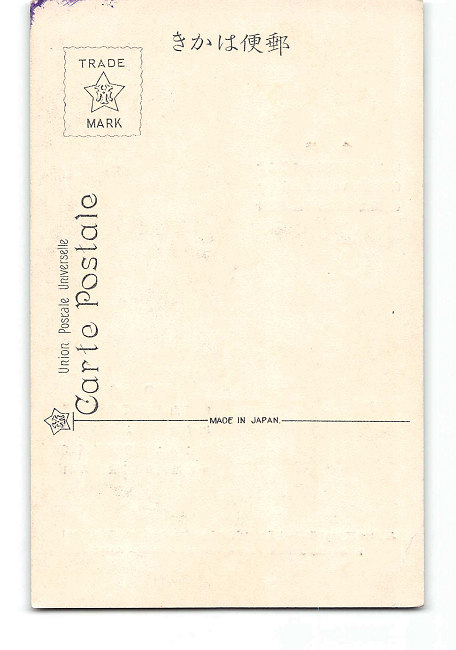 きかは便郵
TRADE
MARK
Union Postale Universelle
Carte Postale
MADE IN JAPAN.